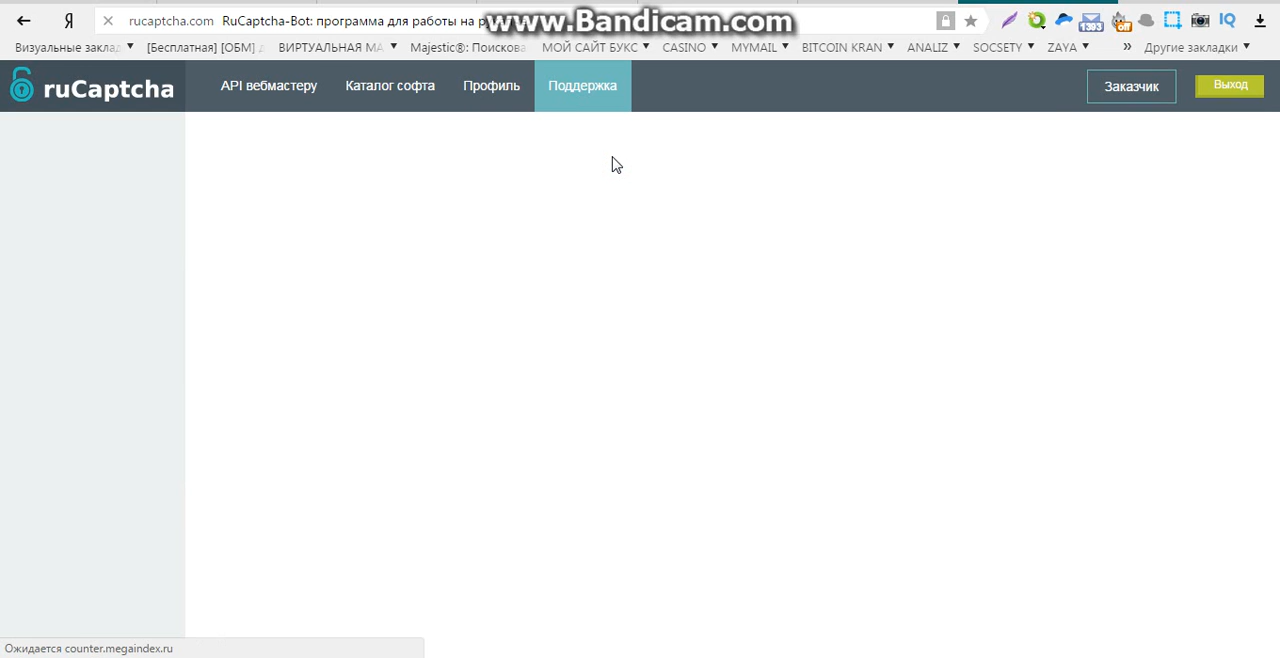 rucaptcha.com RuCaptcha-Bot: программа для работы на
www.Bandicam.com
Визуальные заклад [Бесплатная] [ОБМ] ВИРТУАЛЬНАЯ МА Majestic®: Поискова МОЙ САЙТ БУКС CASINO MYMAIL BITCOIN KRAN ANALIZ SOCSETY ZAYA » Другие закладки
ruCaptcha API вебмастеру Каталог софта Профиль Поддержка Заказчик Выход
Ожидается counter.megaindex.ru